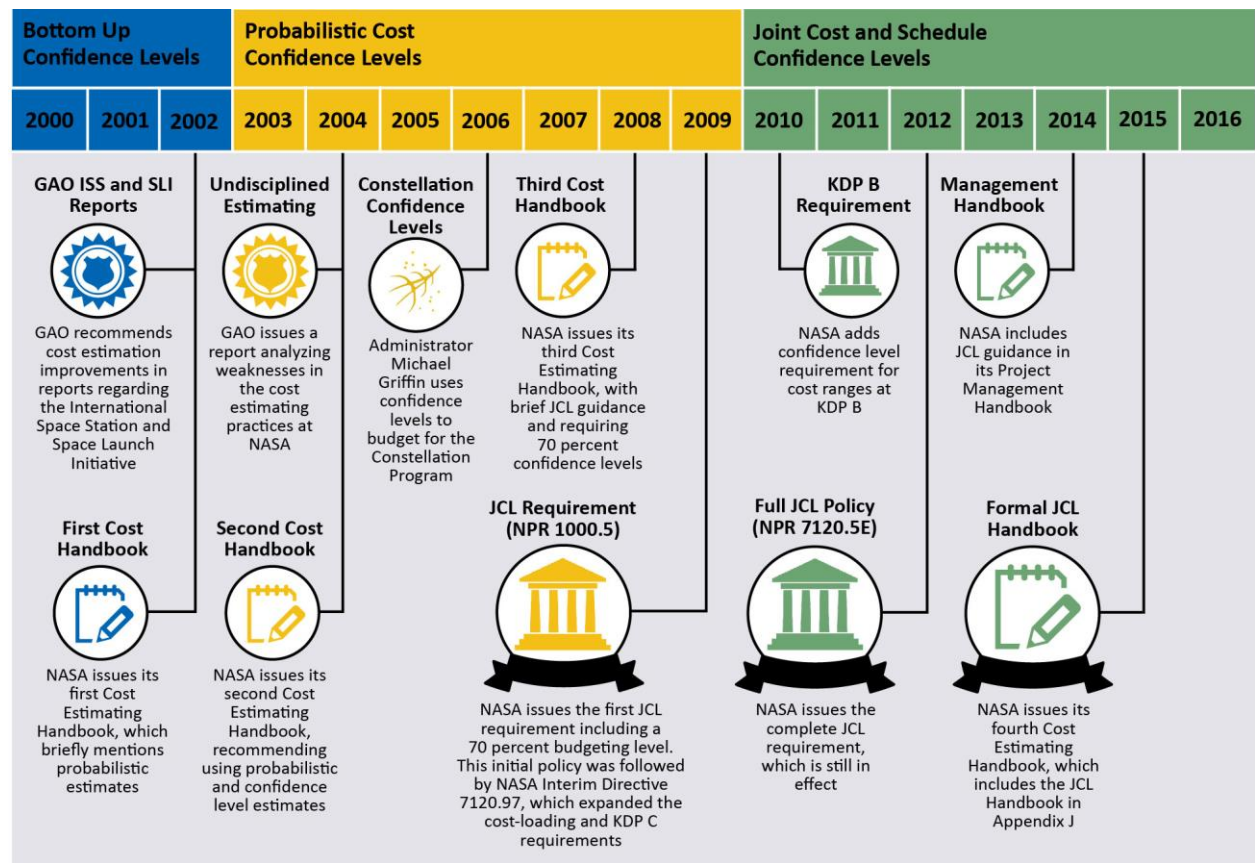 Bottom Up
Confidence Levels
Probabilistic Cost
Confidence Levels
Joint Cost and Schedule
Confidence Levels
2000
2001
2002
2003
2004
2005
2006
2007
2008
2009
2010
2011
2012
2013
2014
2015
2016
GAO ISS and SLI
Reports
GAO recommends
cost estimation
improvements in
reports regarding
the International
Space Station and
Space Launch
Initiative
Undisciplined
Estimating
GAO issues a
report analyzing
weaknesses in
the cost
estimating
practices at
NASA
Constellation
Confidence
Levels
Administrator
Michael
Griffin uses
confidence
levels to
budget for the
Constellation
Program
Third Cost
Handbook
NASA issues its
third Cost
Estimating
Handbook, with
brief JCL guidance
and requiring
70 percent
confidence levels
KDP B
Requirement
NASA adds
confidence level
requirement for
cost ranges at
KDP B
Management
Handbook
NASA includes
JCL guidance in
its Project
Management
Handbook
First Cost
Handbook
NASA issues its
first Cost
Estimating
Handbook, which
briefly mentions
probabilistic
estimates
Second Cost
Handbook
NASA issues its
second Cost
Estimating
Handbook,
recommending
using probabilistic
and confidence
level estimates
JCL Requirement
(NPR 1000.5)
NASA issues the first JCL
requirement including a
70 percent budgeting level.
This initial policy was followed
by NASA Interim Directive
7120.97, which expanded the
cost-loading and KDP C
requirements
Full JCL Policy
(NPR 7120.5E)
NASA issues the
complete JCL
requirement,
which is still in
effect
Formal JCL
Handbook
NASA issues its
fourth Cost
Estimating
Handbook, which
includes the JCL
Handbook in
Appendix J